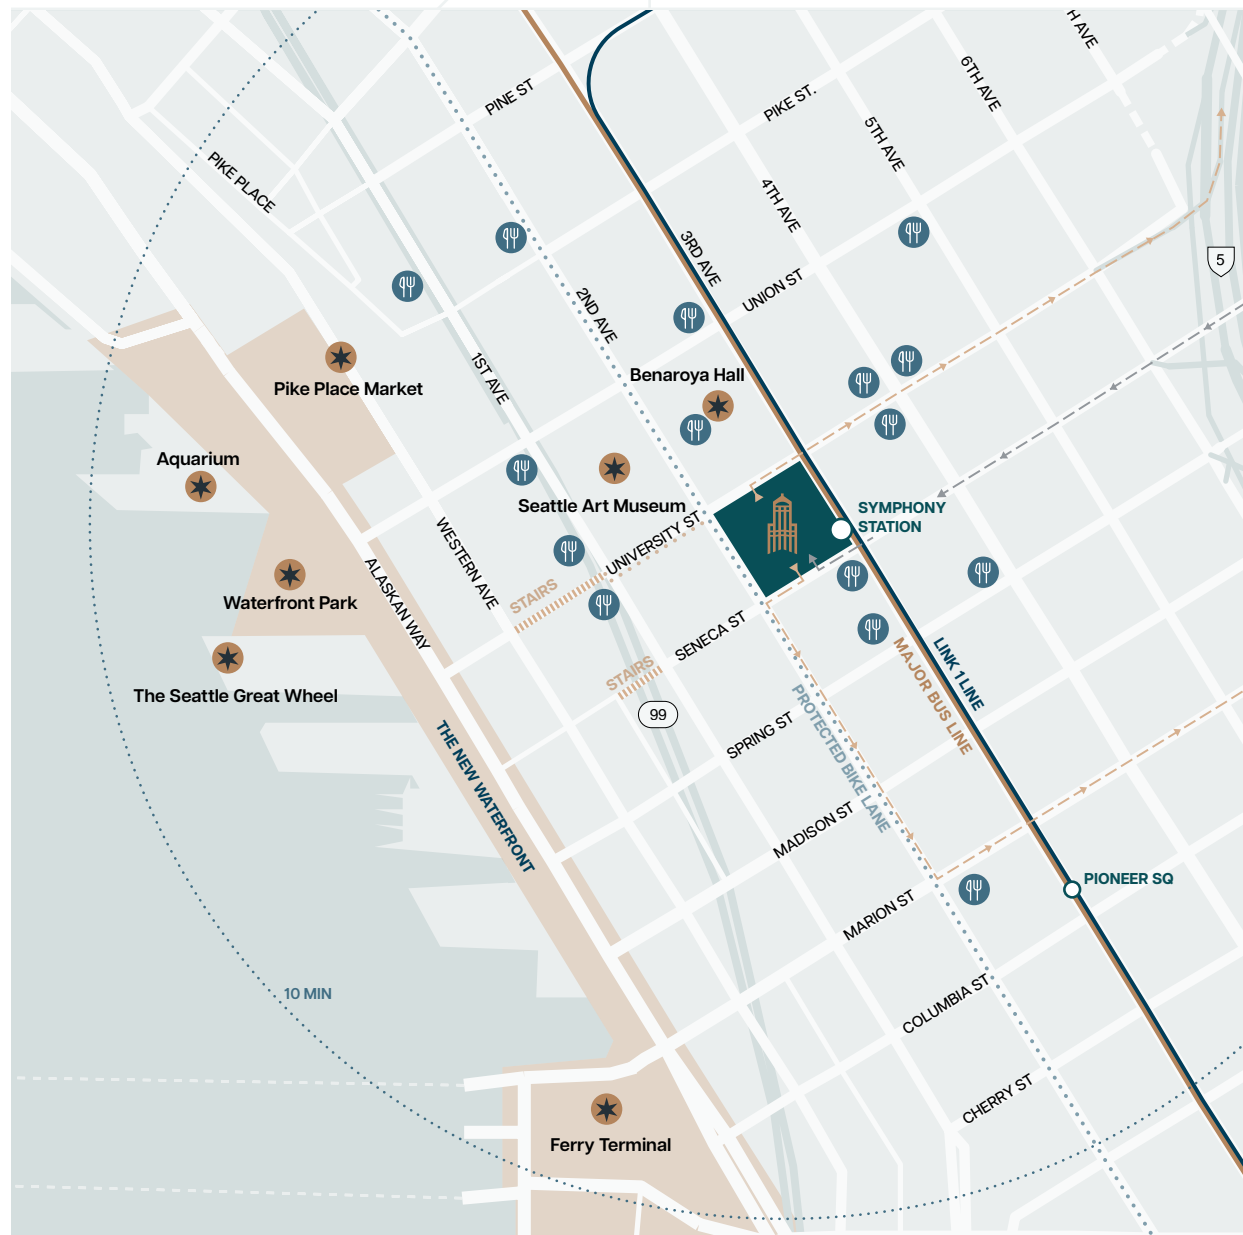 H AVE
6TH AVE
PINE ST
PIKE ST.
5TH AVE
PIKE PLACE
4TH AVE
3RD AVE
5
UNION ST
2ND AVE
1ST AVE
Benaroya Hall
Pike Place Market
Aquarium
Seattle Art Museum
SYMPHONY
STATION
UNIVERSITY ST
WESTERN AVE
ALASKAN WAY
STAIRS
Waterfront Park
SENECA ST
STAIRS
The Seattle Great Wheel
LINK 1 LINE
MAJOR BUS LINE
99
SPRING ST
PROTECTED BIKE LANE
THE NEW WATERFRONT
MADISON ST
PIONEER SQ
MARION ST
10 MIN
COLUMBIA ST
CHERRY ST
Ferry Terminal